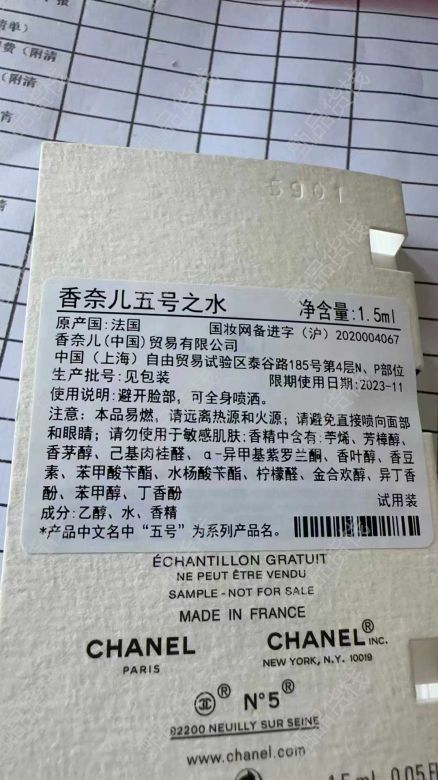 清单)
费(附清
(附清
5901
香奈儿五号之水 净含量:1.5ml
原产国:法国 国妆网备进字(沪)2020004067
香奈儿(中国)贸易有限公司
中国(上海)自由贸易试验区泰谷路185号第4层N、P部位
生产批号:见包装 限期使用日期:2023-11
使用说明:避开脸部，可全身喷洒。
注意: 本品易燃，请远离热源和火源；请避免直接喷向面部
和眼睛；请勿使用于敏感肌肤;香精中含有:苧烯、芳樟醇、
香茅醇、己基肉桂醛、α-异甲基紫罗兰酮、香叶醇、香豆
素、苯甲酸苄酯、水杨酸苄酯、柠檬醛、金合欢醇、异丁香
酚、苯甲醇、丁香酚 试用装
成分:乙醇、水、香精
*产品中文名中“五号”为系列产品名。
ÉCHANTILLON GRATUIT
NE PEUT ÊTRE VENDU
SAMPLE - NOT FOR SALE
MADE IN FRANCE
CHANEL CHANEL® INC.
PARIS NEW YORK, N.Y. 10019
® N°5®
92200 NEUILLY SUR SEINE
www.chanel.com
1.5 mL 0.05 F